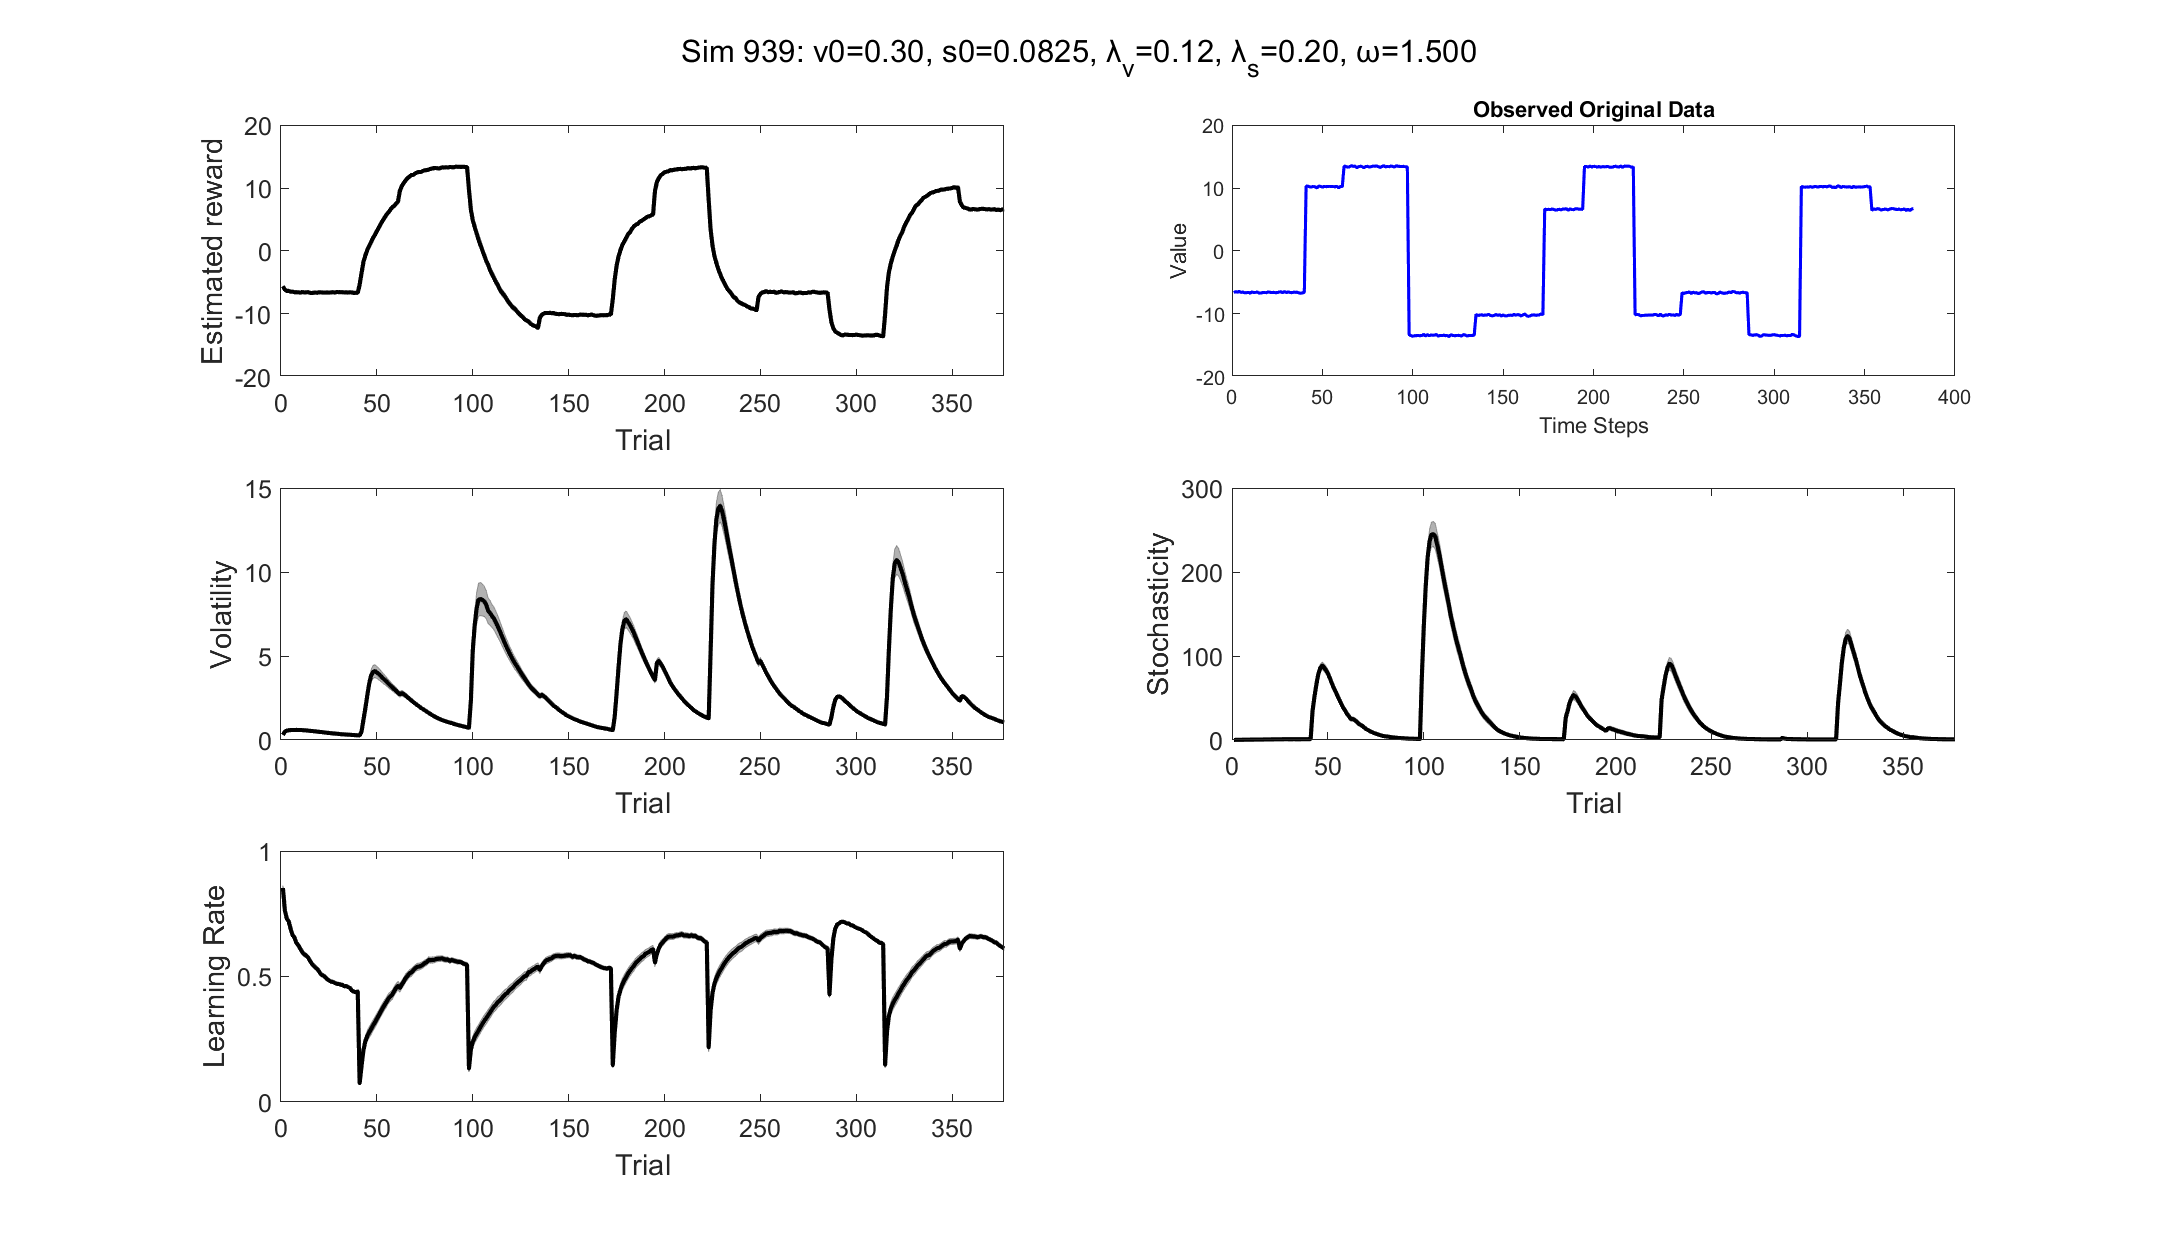 Sim 939: v0=0.30, s0=0.0825, λv=0.12, λs=0.20, ω=1.500
Estimated reward
20
10
0
-10
-20
0 50 100 150 200 250 300 350
Trial
Observed Original Data
Value
20
10
0
-10
-20
0 50 100 150 200 250 300 350 400
Time Steps
Volatility
15
10
5
0
0 50 100 150 200 250 300 350
Trial
Stochasticity
300
200
100
0
0 50 100 150 200 250 300 350
Trial
Learning Rate
1
0.5
0
0 50 100 150 200 250 300 350
Trial